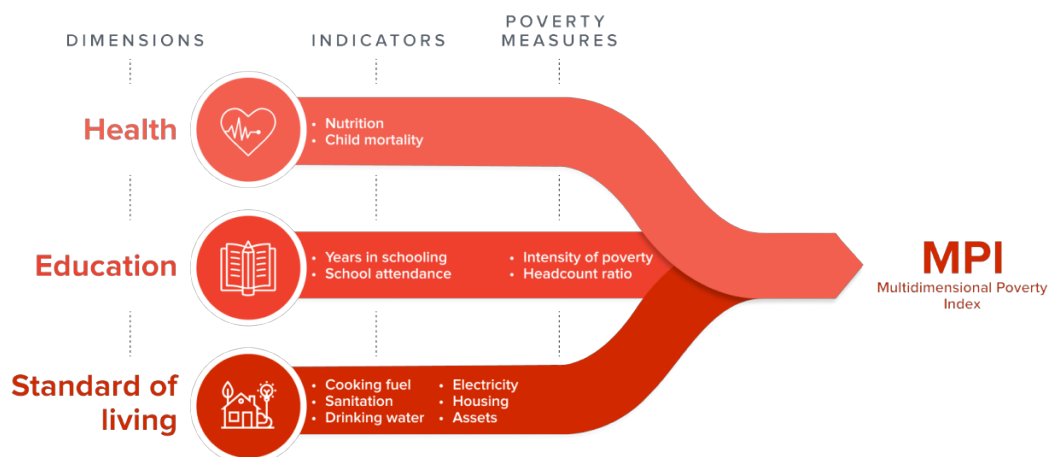 DIMENSIONS
INDICATORS
POVERTY
MEASURES
Health
• Nutrition
• Child mortality
Education
• Years in schooling
• School attendance
• Intensity of poverty
• Headcount ratio
Standard of
living
• Cooking fuel
• Sanitation
• Drinking water
• Electricity
• Housing
• Assets
MPI
Multidimensional Poverty
Index